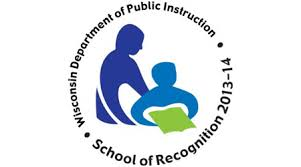 Wisconsin Department of Public Instruction
School of Recognition 2013-14